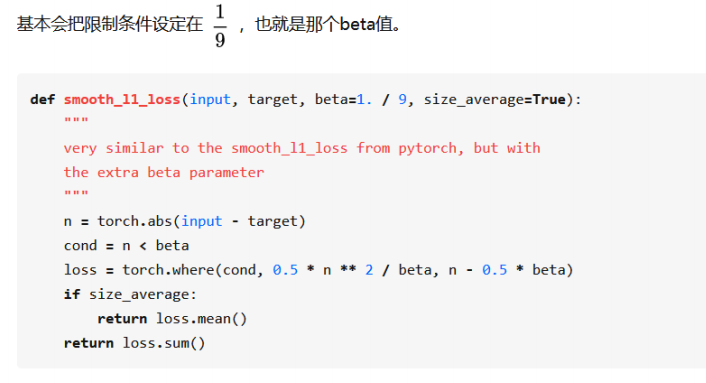 基本会把限制条件设定在 1/9 ，也就是那个beta值。
def smooth_l1_loss(input, target, beta=1. / 9, size_average=True):
    """
    very similar to the smooth_l1_loss from pytorch, but with
    the extra beta parameter
    """
    n = torch.abs(input - target)
    cond = n < beta
    loss = torch.where(cond, 0.5 * n ** 2 / beta, n - 0.5 * beta)
    if size_average:
        return loss.mean()
    return loss.sum()